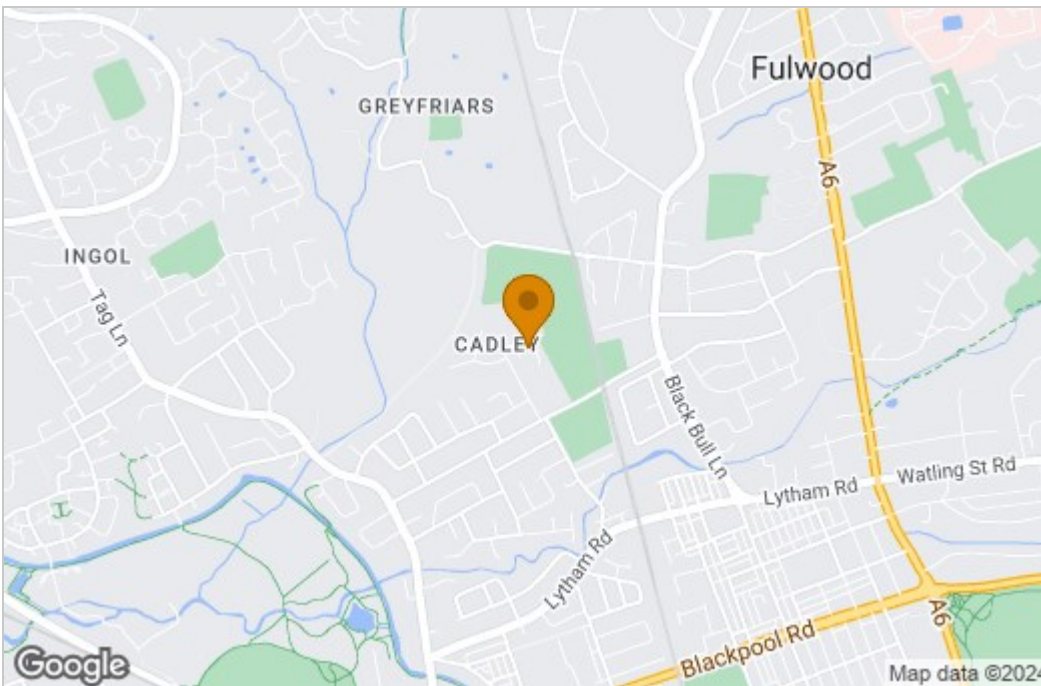 Fulwood
GREYFRIARS
A6
INGOL
Tag Ln
CADLEY
Black Bull Ln
Watling St Rd
Lytham Rd
Lytham Rd
A6
Blackpool Rd
Google
Map data ©2024